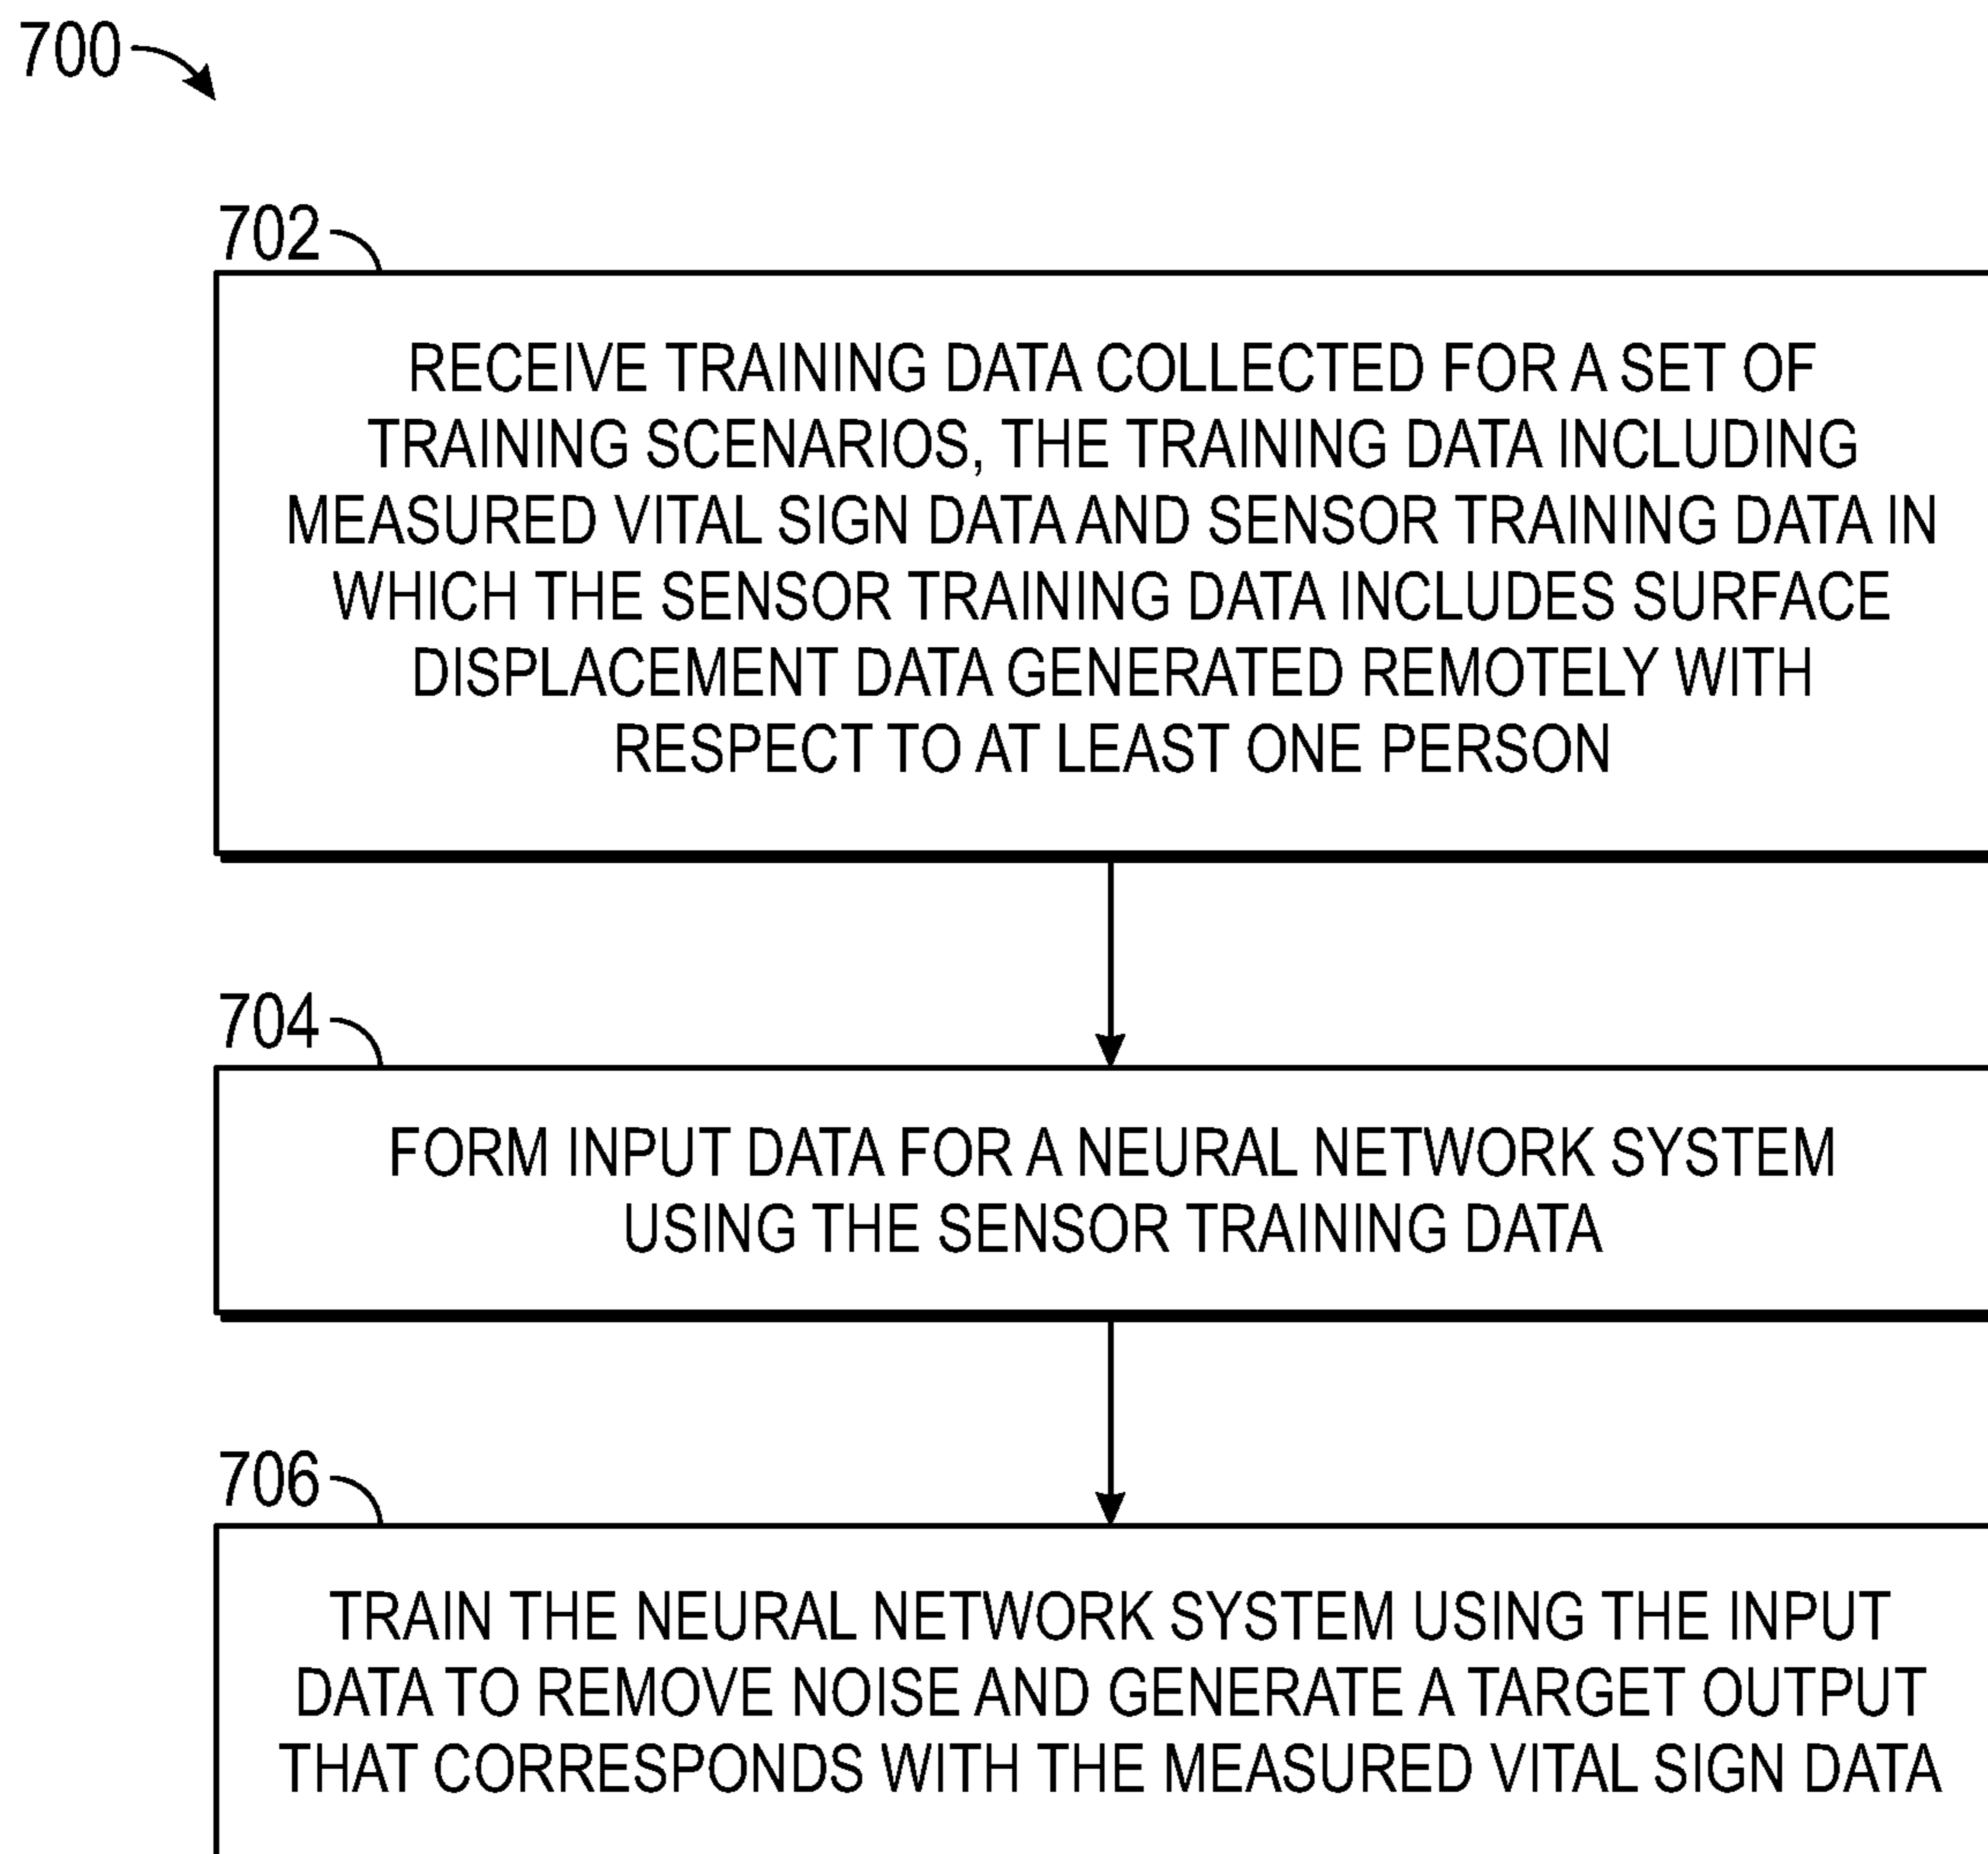 700
702
RECEIVE TRAINING DATA COLLECTED FOR A SET OF
TRAINING SCENARIOS, THE TRAINING DATA INCLUDING
MEASURED VITAL SIGN DATA AND SENSOR TRAINING DATA IN
WHICH THE SENSOR TRAINING DATA INCLUDES SURFACE
DISPLACEMENT DATA GENERATED REMOTELY WITH
RESPECT TO AT LEAST ONE PERSON
704
FORM INPUT DATA FOR A NEURAL NETWORK SYSTEM
USING THE SENSOR TRAINING DATA
706
TRAIN THE NEURAL NETWORK SYSTEM USING THE INPUT
DATA TO REMOVE NOISE AND GENERATE A TARGET OUTPUT
THAT CORRESPONDS WITH THE MEASURED VITAL SIGN DATA